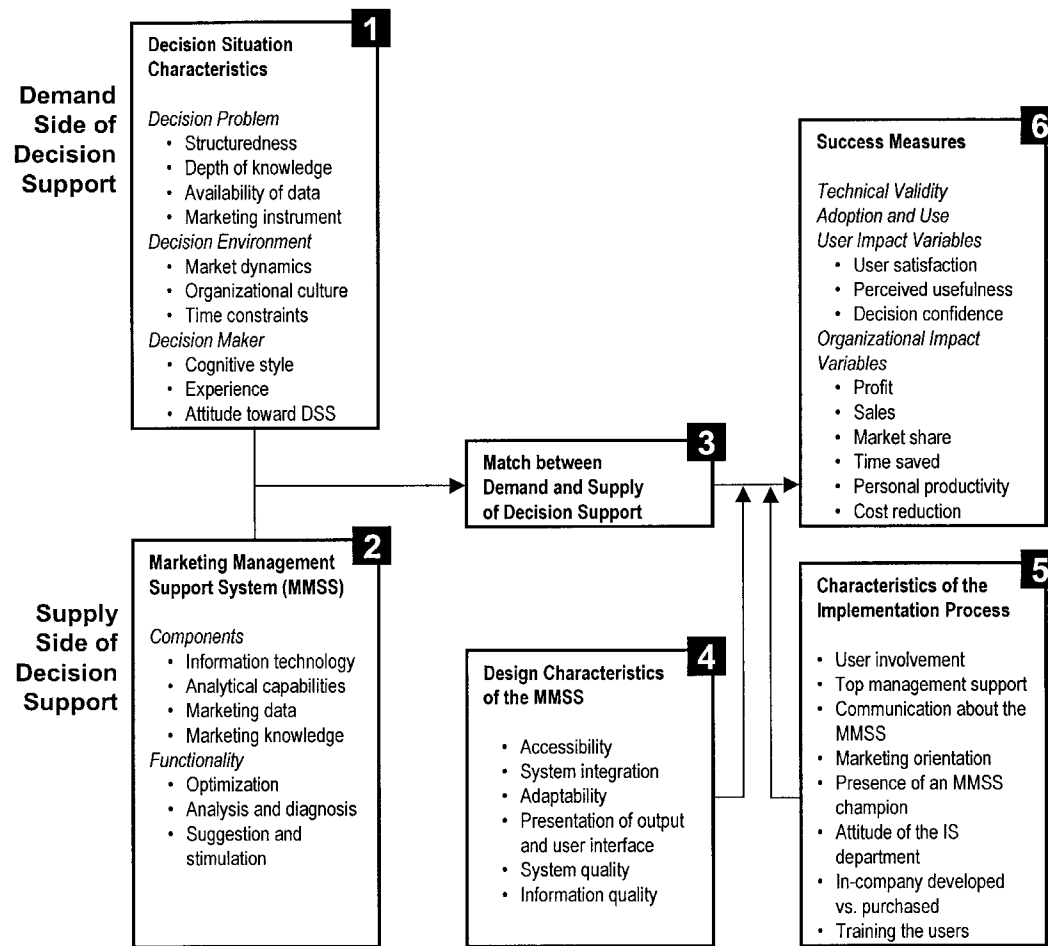 Demand
Side of
Decision
Support
1
Decision Situation
Characteristics
Decision Problem
• Structuredness
• Depth of knowledge
• Availability of data
• Marketing instrument
Decision Environment
• Market dynamics
• Organizational culture
• Time constraints
Decision Maker
• Cognitive style
• Experience
• Attitude toward DSS
Supply
Side of
Decision
Support
2
Marketing Management
Support System (MMSS)
Components
• Information technology
• Analytical capabilities
• Marketing data
• Marketing knowledge
Functionality
• Optimization
• Analysis and diagnosis
• Suggestion and
stimulation
3
Match between
Demand and Supply
of Decision Support
4
Design Characteristics
of the MMSS
• Accessibility
• System integration
• Adaptability
• Presentation of output
and user interface
• System quality
• Information quality
5
Characteristics of the
Implementation Process
• User involvement
• Top management support
• Communication about the
MMSS
• Marketing orientation
• Presence of an MMSS
champion
• Attitude of the IS
department
• In-company developed
vs. purchased
• Training the users
6
Success Measures
Technical Validity
Adoption and Use
User Impact Variables
• User satisfaction
• Perceived usefulness
• Decision confidence
Organizational Impact
Variables
• Profit
• Sales
• Market share
• Time saved
• Personal productivity
• Cost reduction